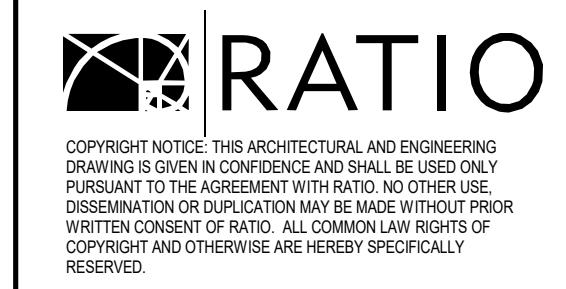 RATIO
COPYRIGHT NOTICE: THIS ARCHITECTURAL AND ENGINEERING
DRAWING IS GIVEN IN CONFIDENCE AND SHALL BE USED ONLY
PURSUANT TO THE AGREEMENT WITH RATIO. NO OTHER USE,
DISSEMINATION OR DUPLICATION MAY BE MADE WITHOUT PRIOR
WRITTEN CONSENT OF RATIO. ALL COMMON LAW RIGHTS OF
COPYRIGHT AND OTHERWISE ARE HEREBY SPECIFICALLY
RESERVED.